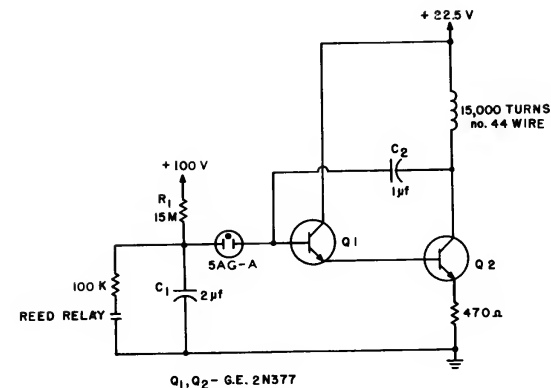 + 22.5 V
15,000 TURNS
no. 44 WIRE
C2
1µf
+100 V
R1
15M
Q1
5AG-A
Q2
100 K
C1
2µf
REED RELAY
470Ω
Q1, Q2 - G.E. 2N377